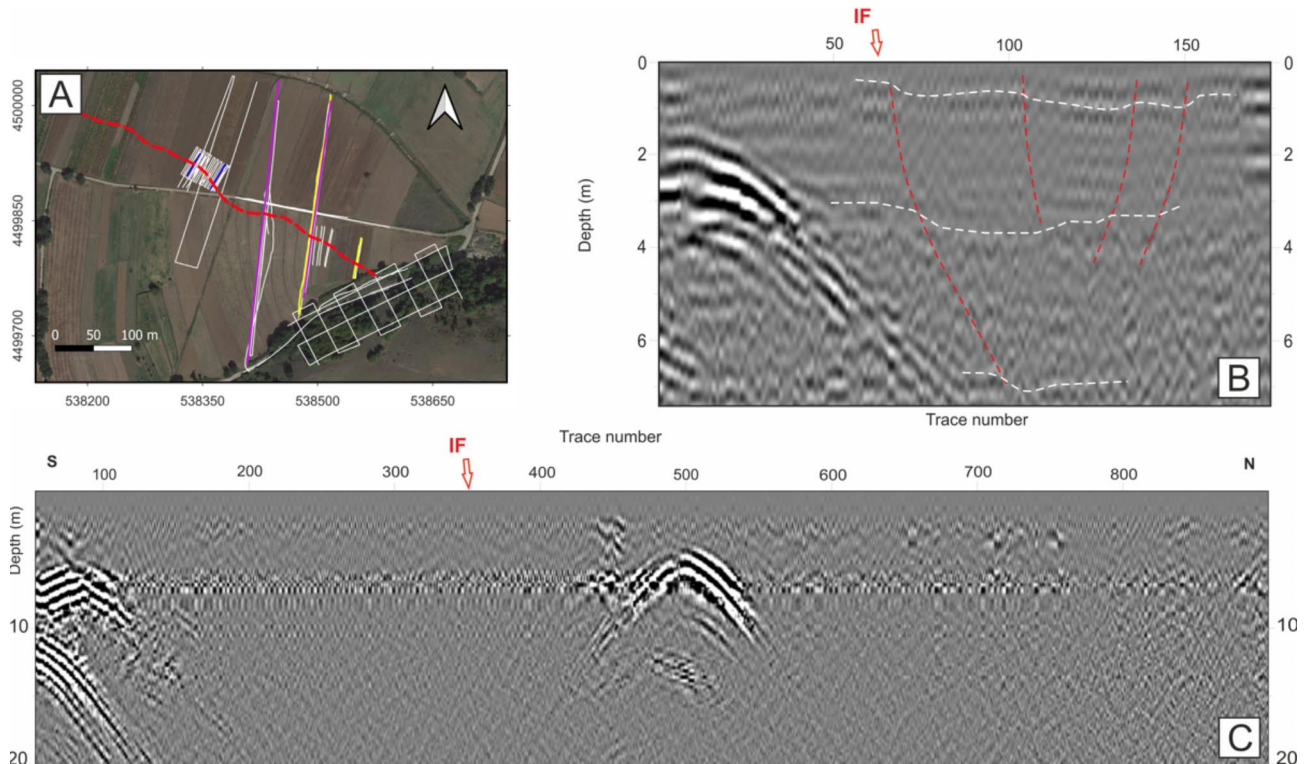 A
4500000
4499850
4499700
0 50 100 m
538200 538350 538500 538650
IF
50 100 150
0 0
2 2
Depth (m)
4 4
6 6
B
Trace number
Trace number
IF
S N
100 200 300 400 500 600 700 800
Depth (m)
10 10
C
20 20